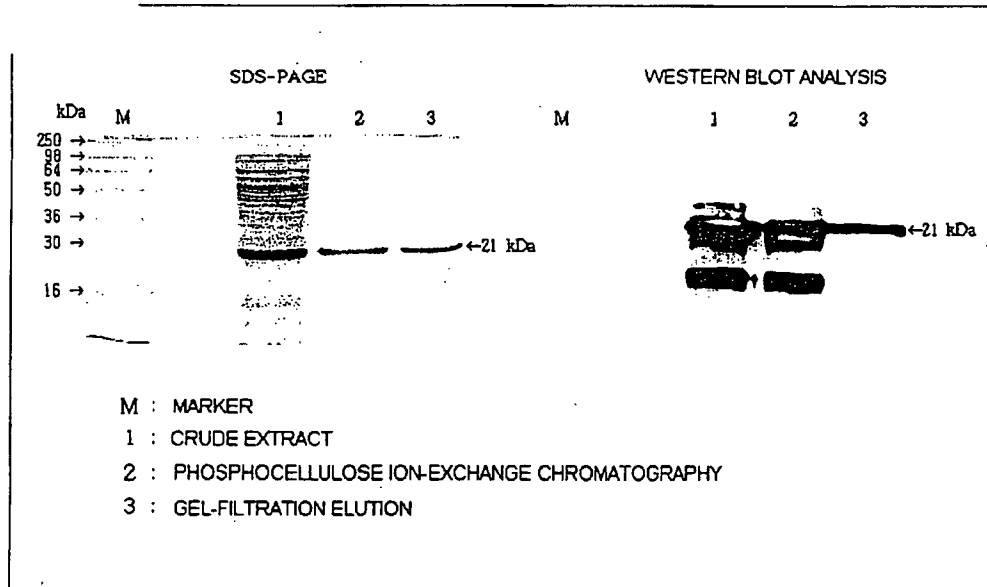 SDS-PAGE WESTERN BLOT ANALYSIS
kDa M 1 2 3 M 1 2 3
250 →
98 →
64 →
50 →
36 →
30 →
←21 kDa ←21 kDa
16 →
M : MARKER
1 : CRUDE EXTRACT
2 : PHOSPHOCELLULOSE ION-EXCHANGE CHROMATOGRAPHY
3 : GEL-FILTRATION ELUTION